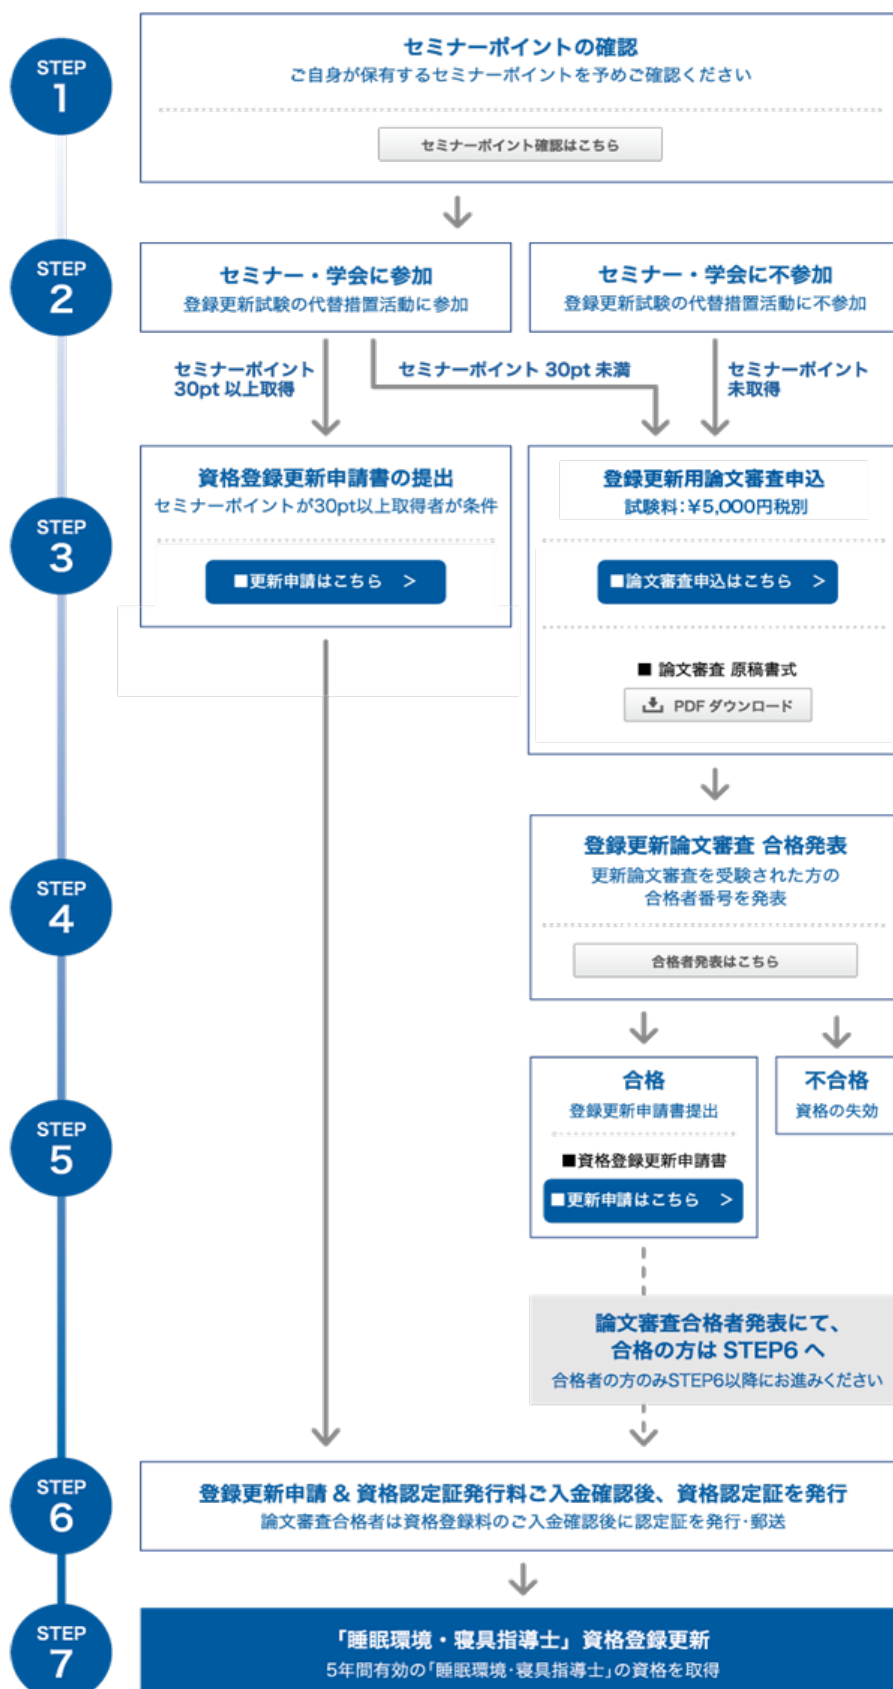 STEP
1
セミナーポイントの確認
ご自身が保有するセミナーポイントを予めご確認ください
セミナーポイント確認はこちら
STEP
2
セミナー・学会に参加
登録更新試験の代替措置活動に参加
セミナー・学会に不参加
登録更新試験の代替措置活動に不参加
セミナーポイント
30pt 以上取得
セミナーポイント 30pt 未満
セミナーポイント
未取得
STEP
3
資格登録更新申請書の提出
セミナーポイントが30pt以上取得者が条件
■更新申請はこちら >
登録更新用論文審査申込
試験料:¥5,000円税別
■論文審査申込はこちら >
■ 論文審査 原稿書式
PDF ダウンロード
STEP
4
登録更新論文審査 合格発表
更新論文審査を受験された方の
合格者番号を発表
合格者発表はこちら
STEP
5
合格
登録更新申請書提出
■資格登録更新申請書
■更新申請はこちら >
不合格
資格の失効
論文審査合格者発表にて、
合格の方は STEP6 へ
合格者の方のみSTEP6以降にお進みください
STEP
6
登録更新申請 & 資格認定証発行料ご入金確認後、資格認定証を発行
論文審査合格者は資格登録料のご入金確認後に認定証を発行・郵送
STEP
7
「睡眠環境・寝具指導士」資格登録更新
5年間有効の「睡眠環境・寝具指導士」の資格を取得